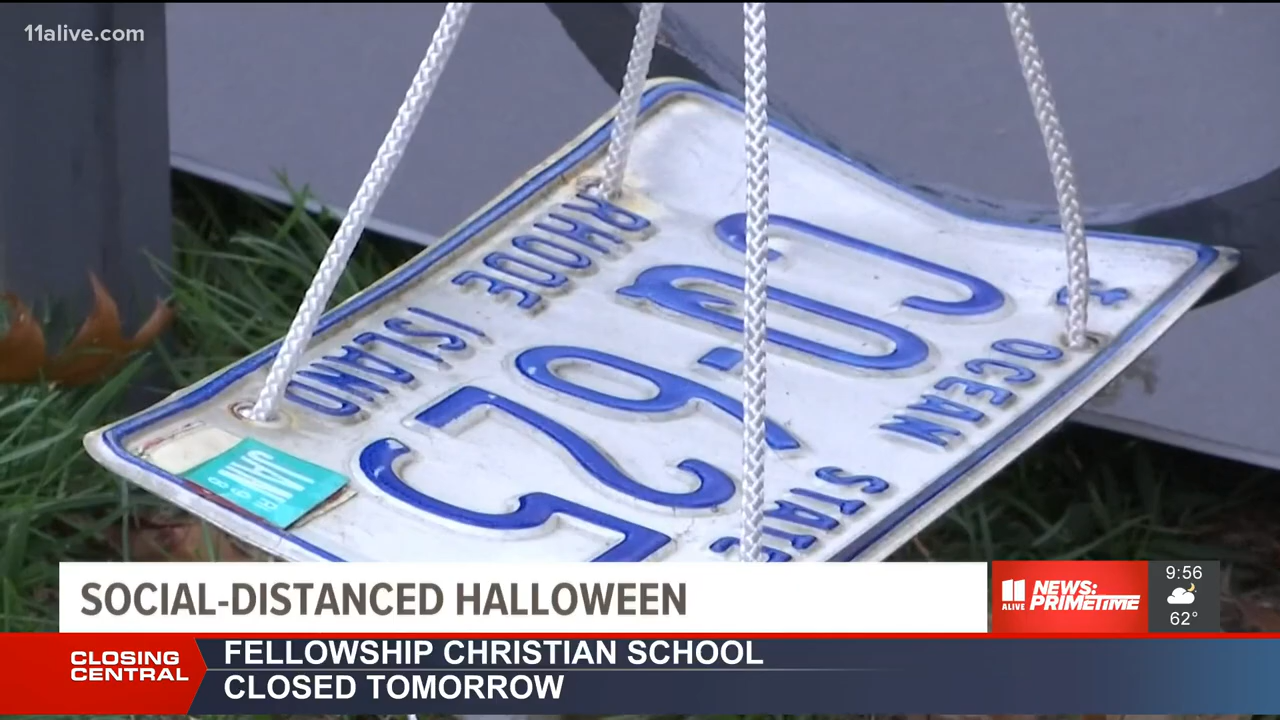 11alive.com
RHODE ISLAND
JAN
OCEAN STATE
SOCIAL-DISTANCED HALLOWEEN
11 ALIVE NEWS: PRIMETIME
9:56
62°
CLOSING CENTRAL
FELLOWSHIP CHRISTIAN SCHOOL
CLOSED TOMORROW